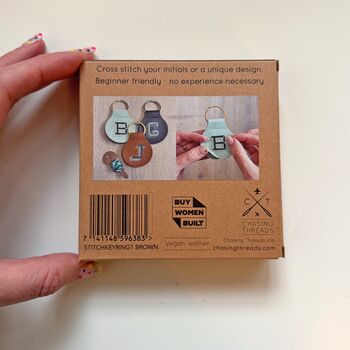 Cross stitch your initials or a unique design.
Beginner friendly - no experience necessary
B
G
J
B
BUY
WOMEN
BUILT
Vegan leather
C T
CHASING
THREADS
Chasing Threads Ltd
chasingthreads.com
7 141148 596383 >
STITCHKEYRING1 BROWN